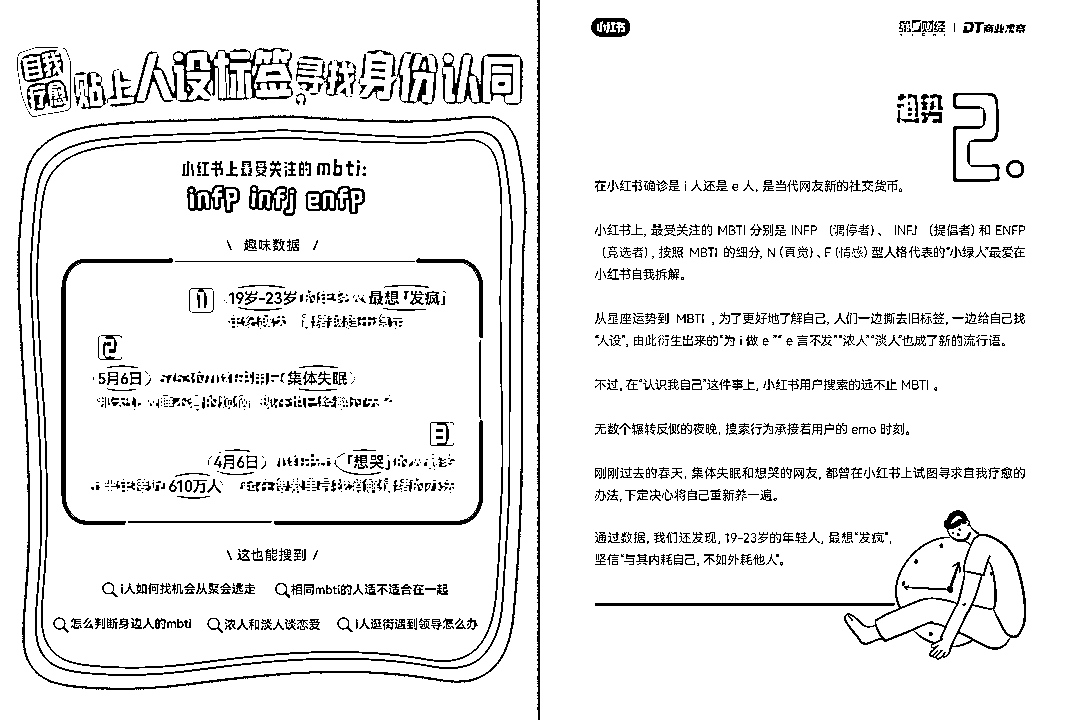 自我
疗愈
贴上人设标签,寻找身份认同
小红书上最受关注的 mbti:
infp infj enfp
\ 趣味数据 /
1
19岁-23岁 最想「发疯」
2
5月6日 集体失眠
3
4月6日 「想哭」
610万人
\ 这也能搜到 /
i人如何找机会从聚会逃走
相同mbti的人适不适合在一起
怎么判断身边人的mbti
浓人和淡人谈恋爱
i人逛街遇到领导怎么办
小红书
第一财经 | DT商业观察
趋势
2.
在小红书确诊是 i 人还是 e 人, 是当代网友新的社交货币。
小红书上, 最受关注的 MBTI 分别是 INFP （调停者）、 INFJ （提倡者）和 ENFP
（竞选者）, 按照 MBTI 的细分, N（直觉）、F（情感）型人格代表的“小绿人”最爱在
小红书自我拆解。
从星座运势到 MBTI , 为了更好地了解自己, 人们一边撕去旧标签, 一边给自己找
“人设”, 由此衍生出来的“为 i 做 e ”“ e 言不发”“浓人”“淡人”也成了新的流行语。
不过, 在“认识我自己”这件事上, 小红书用户搜索的远不止 MBTI 。
无数个辗转反侧的夜晚, 搜索行为承接着用户的 emo 时刻。
刚刚过去的春天, 集体失眠和想哭的网友, 都曾在小红书上试图寻求自我疗愈的
办法, 下定决心将自己重新养一遍。
通过数据, 我们还发现, 19-23岁的年轻人, 最想“发疯”,
坚信“与其内耗自己, 不如外耗他人”。